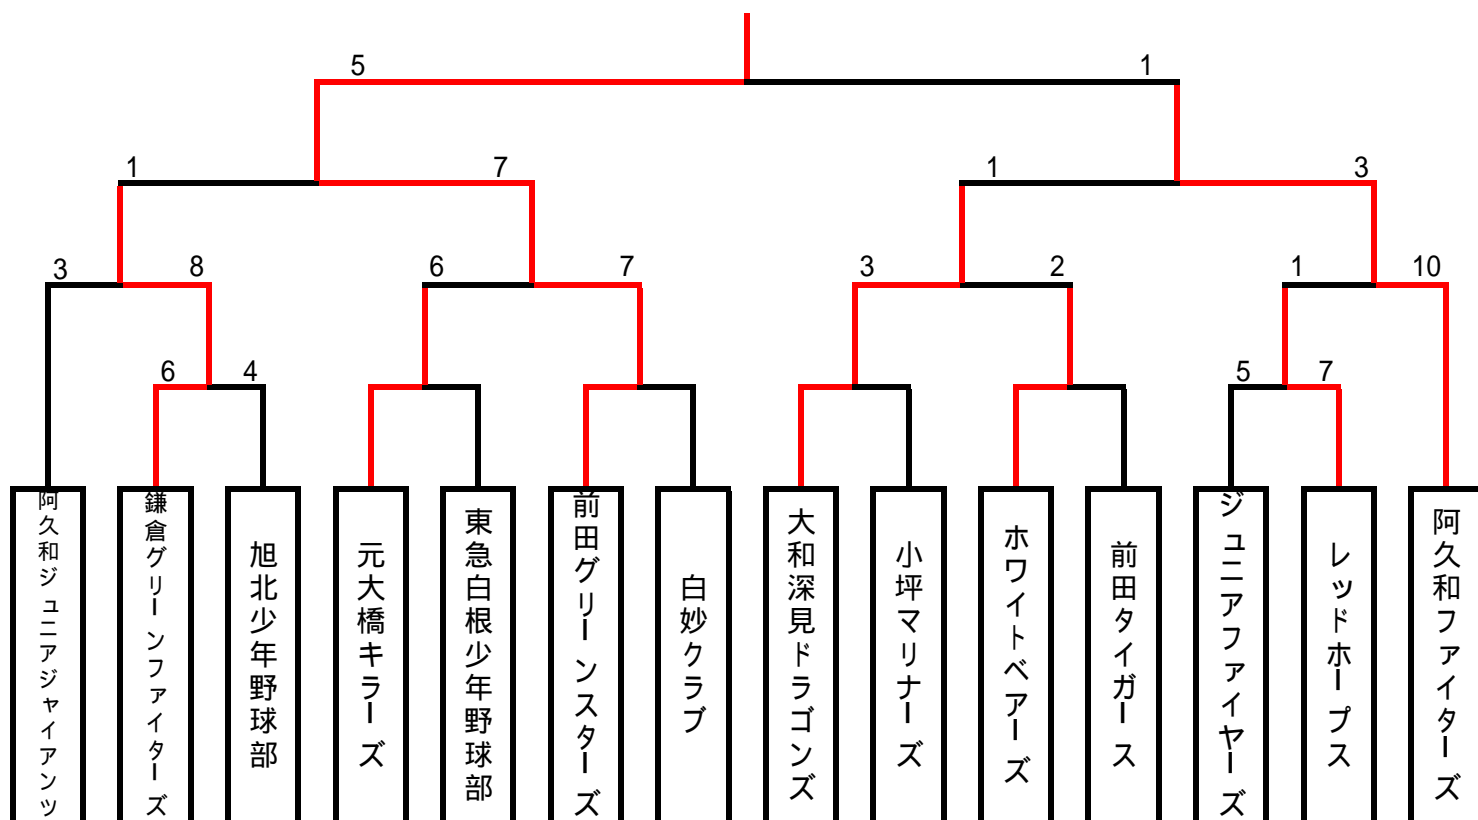 5 1
1 7 1 3
3 8 6 7 3 2 1 10
6 4 5 7
阿久和ジュニアジャイアンツ
鎌倉グリーンファイターズ
旭北少年野球部
元大橋キラーズ
東急白根少年野球部
前田グリーンスターズ
白妙クラブ
大和深見ドラゴンズ
小坪マリナーズ
ホワイトベアーズ
前田タイガース
ジュニアファイヤーズ
レッドホープス
阿久和ファイターズ